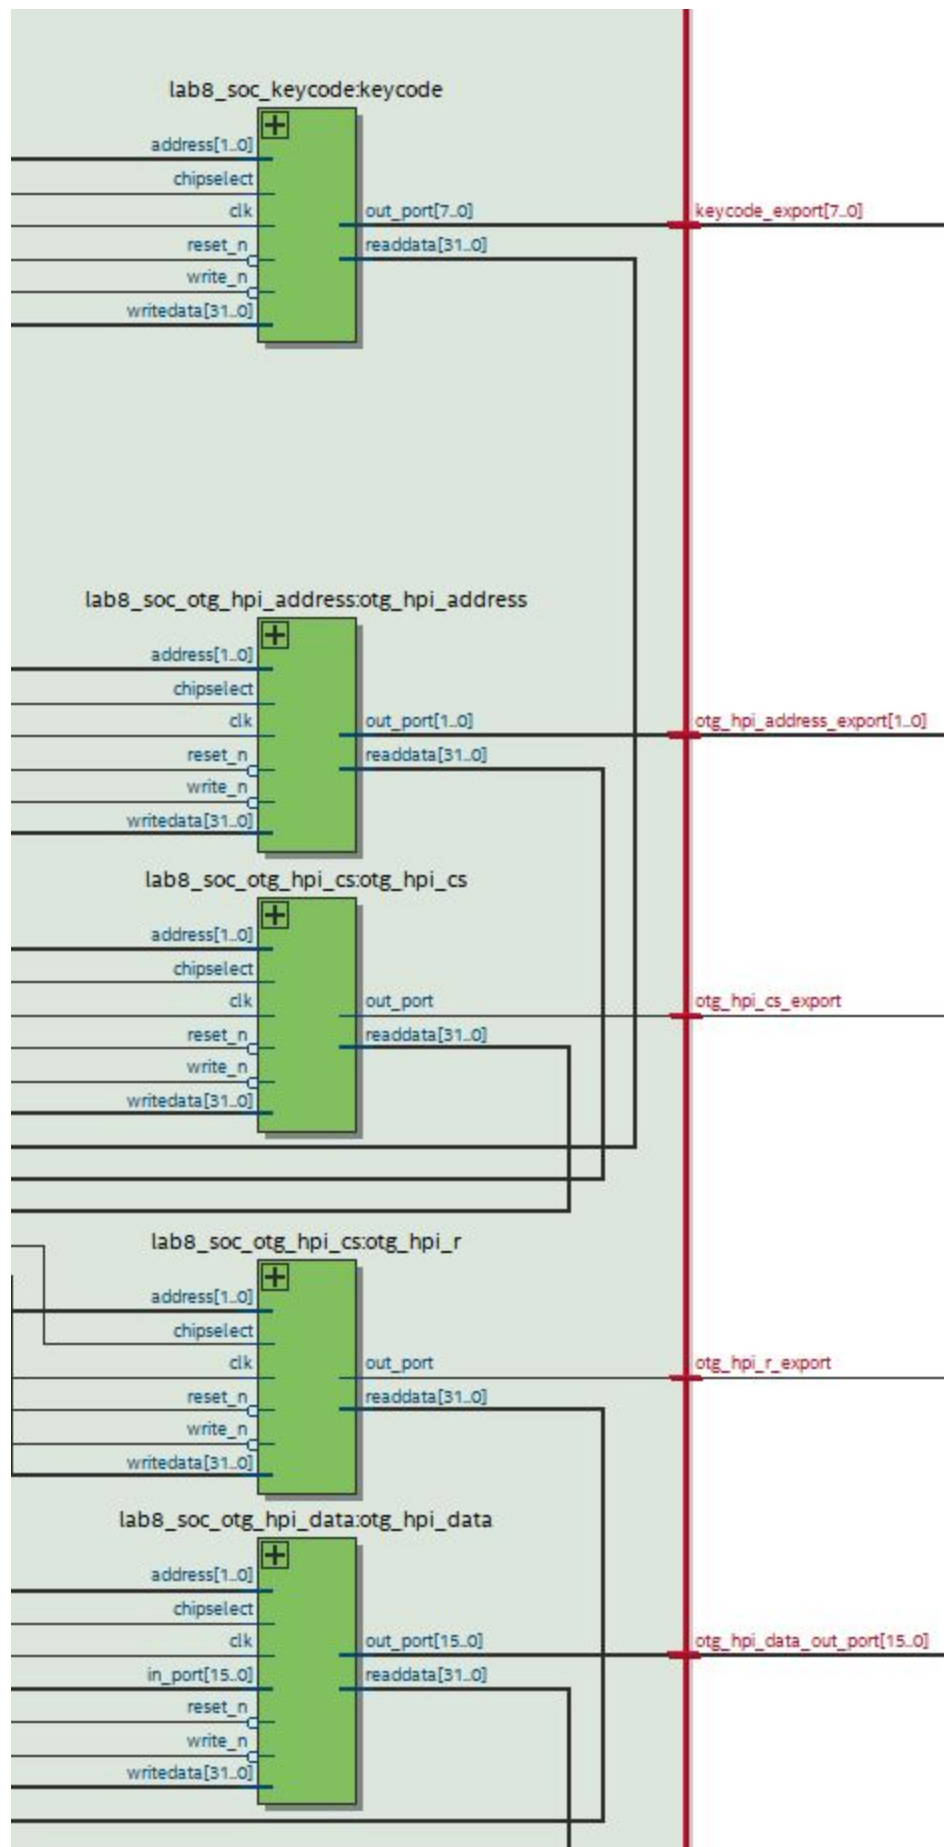 lab8_soc_keycode:keycode
address[1..0]
chipselect
clk
out_port[7..0]
keycode_export[7..0]
reset_n
readdata[31..0]
write_n
writedata[31..0]
lab8_soc_otg_hpi_address:otg_hpi_address
address[1..0]
chipselect
clk
out_port[1..0]
otg_hpi_address_export[1..0]
reset_n
readdata[31..0]
write_n
writedata[31..0]
lab8_soc_otg_hpi_cs:otg_hpi_cs
address[1..0]
chipselect
clk
out_port
otg_hpi_cs_export
reset_n
readdata[31..0]
write_n
writedata[31..0]
lab8_soc_otg_hpi_cs:otg_hpi_r
address[1..0]
chipselect
clk
out_port
otg_hpi_r_export
reset_n
readdata[31..0]
write_n
writedata[31..0]
lab8_soc_otg_hpi_data:otg_hpi_data
address[1..0]
chipselect
clk
out_port[15..0]
otg_hpi_data_out_port[15..0]
in_port[15..0]
readdata[31..0]
reset_n
write_n
writedata[31..0]